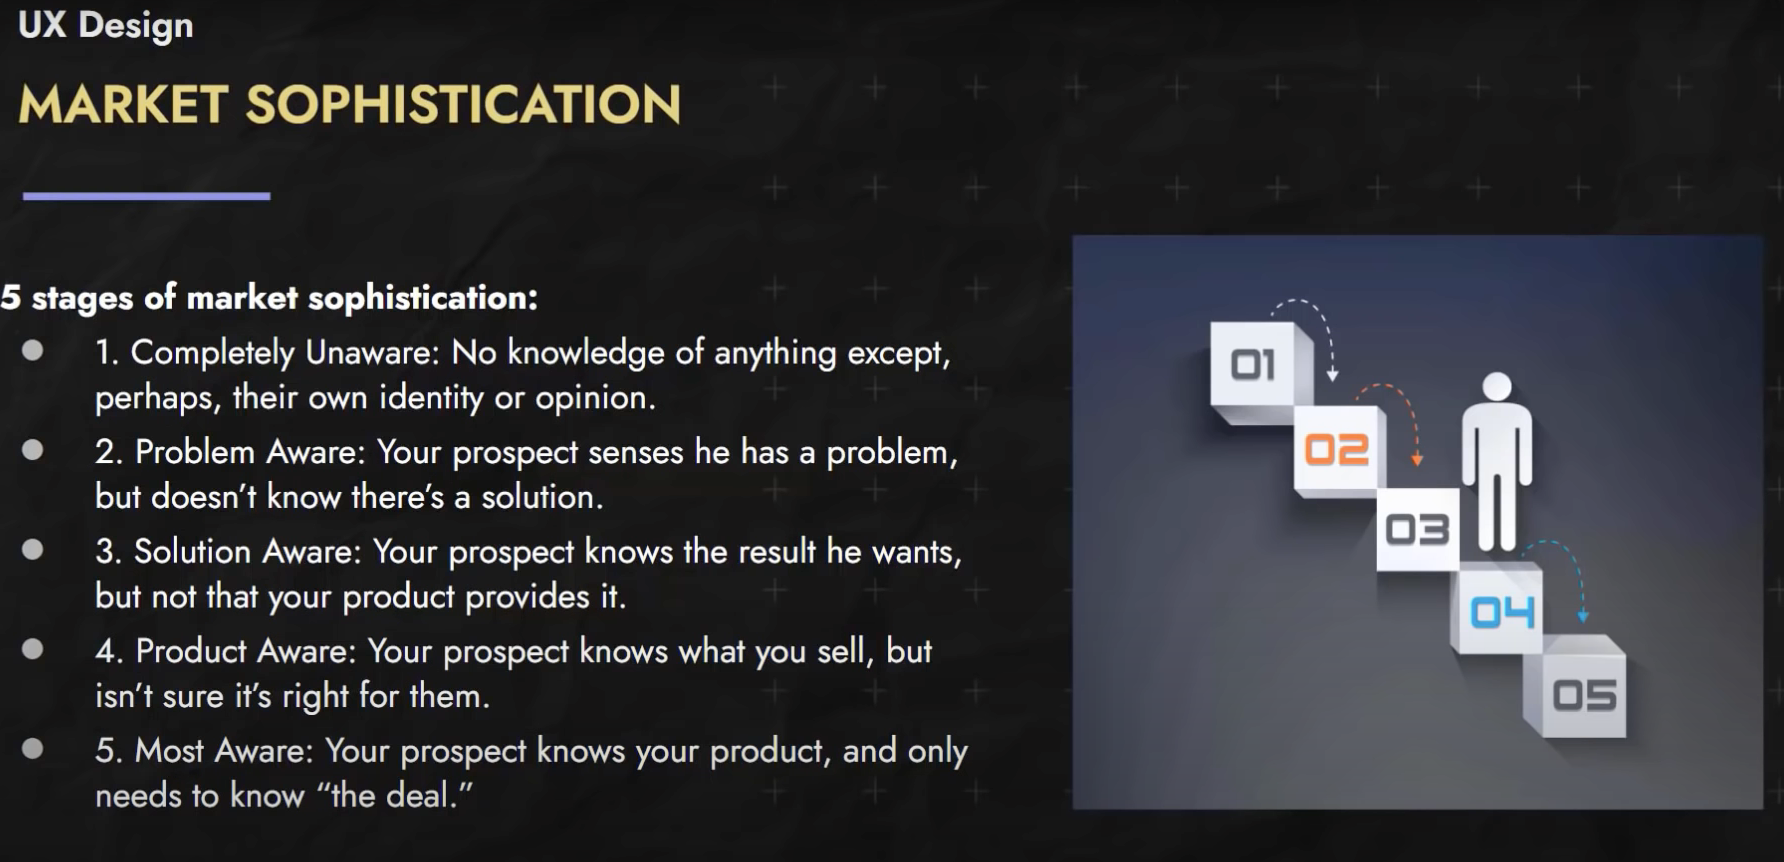 UX Design
MARKET SOPHISTICATION
5 stages of market sophistication:
1. Completely Unaware: No knowledge of anything except,
perhaps, their own identity or opinion.
2. Problem Aware: Your prospect senses he has a problem,
but doesn’t know there’s a solution.
3. Solution Aware: Your prospect knows the result he wants,
but not that your product provides it.
4. Product Aware: Your prospect knows what you sell, but
isn’t sure it’s right for them.
5. Most Aware: Your prospect knows your product, and only
needs to know “the deal.”
01
02
03
04
05